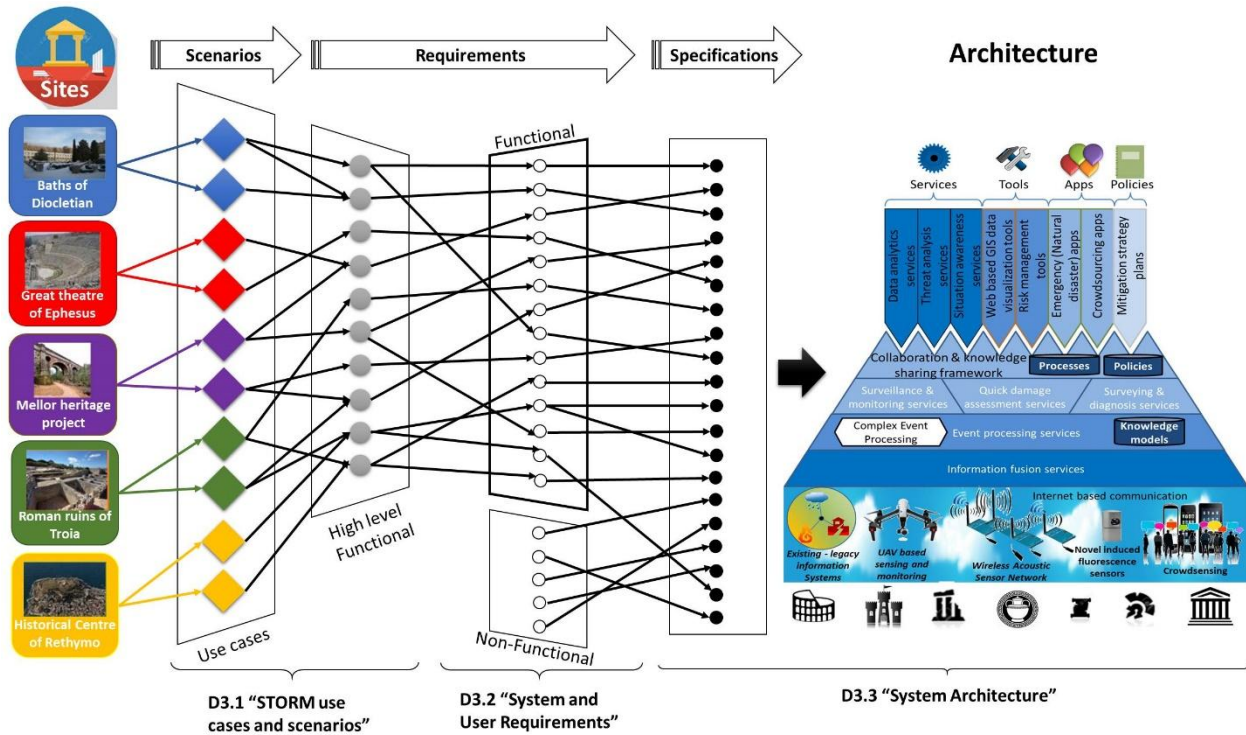 Sites
Scenarios
Requirements
Specifications
Architecture
Baths of
Diocletian
Great theatre
of Ephesus
Mellor heritage
project
Roman ruins of
Troia
Historical Centre
of Rethymo
Use cases
High level
Functional
Functional
Non-Functional
Services
Tools
Apps
Policies
Data analytics
services
Threat analysis
services
Situation awareness
services
Web based GIS data
visualization tools
Risk management
tools
Emergency (Natural
disaster) apps
Crowdsourcing apps
Mitigation strategy
plans
Collaboration & knowledge
sharing framework
Processes
Policies
Surveillance &
monitoring services
Quick damage
assessment services
Surveying &
diagnosis services
Complex Event
Processing
Event processing services
Knowledge
models
Information fusion services
Internet based communication
Existing - legacy
information
Systems
UAV based
sensing and
monitoring
Wireless Acoustic
Sensor Network
Novel induced
fluorescence
sensors
Crowdsensing
D3.1 “STORM use
cases and scenarios”
D3.2 “System and
User Requirements”
D3.3 “System Architecture”